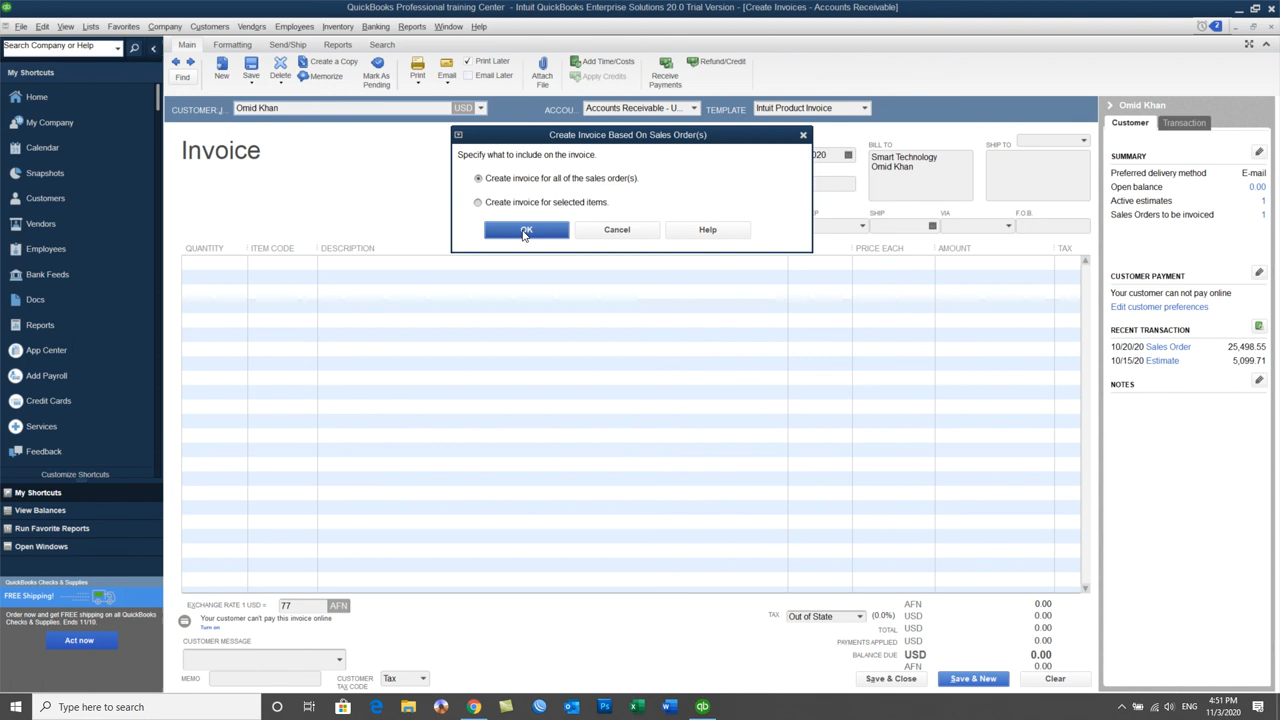 QuickBooks Professional training Center - Intuit QuickBooks Enterprise Solutions 20.0 Trial Version - [Create Invoices - Accounts Receivable]
File Edit View Lists Favorites Company Customers Vendors Employees Inventory Banking Reports Window Help
2
Search Company or Help
Main Formatting Send/Ship Reports Search
My Shortcuts
Find
New
Save
Delete
Create a Copy
Memorize
Mark As
Pending
Print
Email
Print Later
Email Later
Attach
File
Add Time/Costs
Apply Credits
Receive
Payments
Refund/Credit
Home
My Company
Calendar
Snapshots
Customers
Vendors
Employees
Bank Feeds
Docs
Reports
App Center
Add Payroll
Credit Cards
Services
Feedback
Customize Shortcuts
My Shortcuts
View Balances
Run Favorite Reports
Open Windows
QuickBooks Checks & Supplies
FREE Shipping!
Order now and get FREE shipping on all QuickBooks
Checks & Supplies. Ends 11/10.
Act now
CUSTOMER:J Omid Khan USD ACCOU Accounts Receivable - U... TEMPLATE Intuit Product Invoice
Invoice
Create Invoice Based On Sales Order(s)
Specify what to include on the invoice.
Create invoice for all of the sales order(s).
Create invoice for selected items.
OK Cancel Help
2020
BILL TO
Smart Technology
Omid Khan
SHIP TO
P SHIP VIA F.O.B.
QUANTITY ITEM CODE DESCRIPTION PRICE EACH AMOUNT TAX
EXCHANGE RATE 1 USD = 77 AFN
Your customer can't pay this invoice online
Turn on
CUSTOMER MESSAGE
MEMO
CUSTOMER
TAX CODE
Tax
TAX Out of State (0.0%)
AFN 0.00
USD 0.00
TOTAL USD 0.00
PAYMENTS APPLIED USD 0.00
BALANCE DUE USD 0.00
AFN 0.00
Save & Close Save & New Clear
Omid Khan
Customer Transaction
SUMMARY
Preferred delivery method E-mail
Open balance 0.00
Active estimates 1
Sales Orders to be invoiced 1
CUSTOMER PAYMENT
Your customer can not pay online
Edit customer preferences
RECENT TRANSACTION
10/20/20 Sales Order 25,498.55
10/15/20 Estimate 5,099.71
NOTES
Type here to search
ENG
4:51 PM
11/3/2020